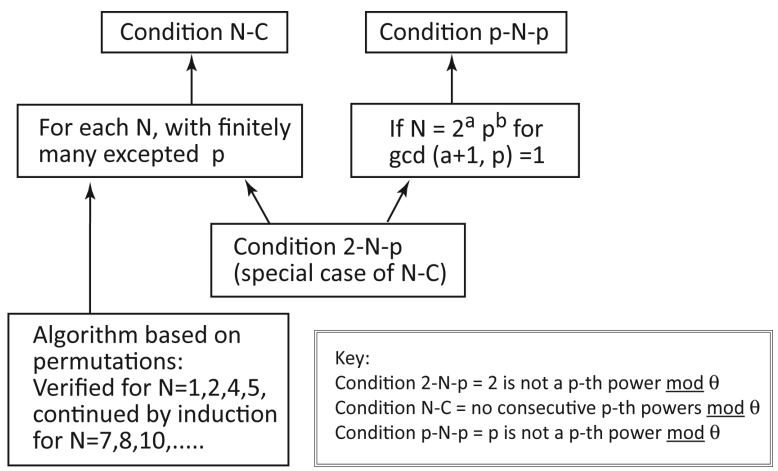 Condition N-C
Condition p-N-p
For each N, with finitely
many excepted p
If N = 2ᵃ pᵇ for
gcd (a+1, p) =1
Condition 2-N-p
(special case of N-C)
Algorithm based on
permutations:
Verified for N=1,2,4,5,
continued by induction
for N=7,8,10,.....
Key:
Condition 2-N-p = 2 is not a p-th power mod θ
Condition N-C = no consecutive p-th powers mod θ
Condition p-N-p = p is not a p-th power mod θ